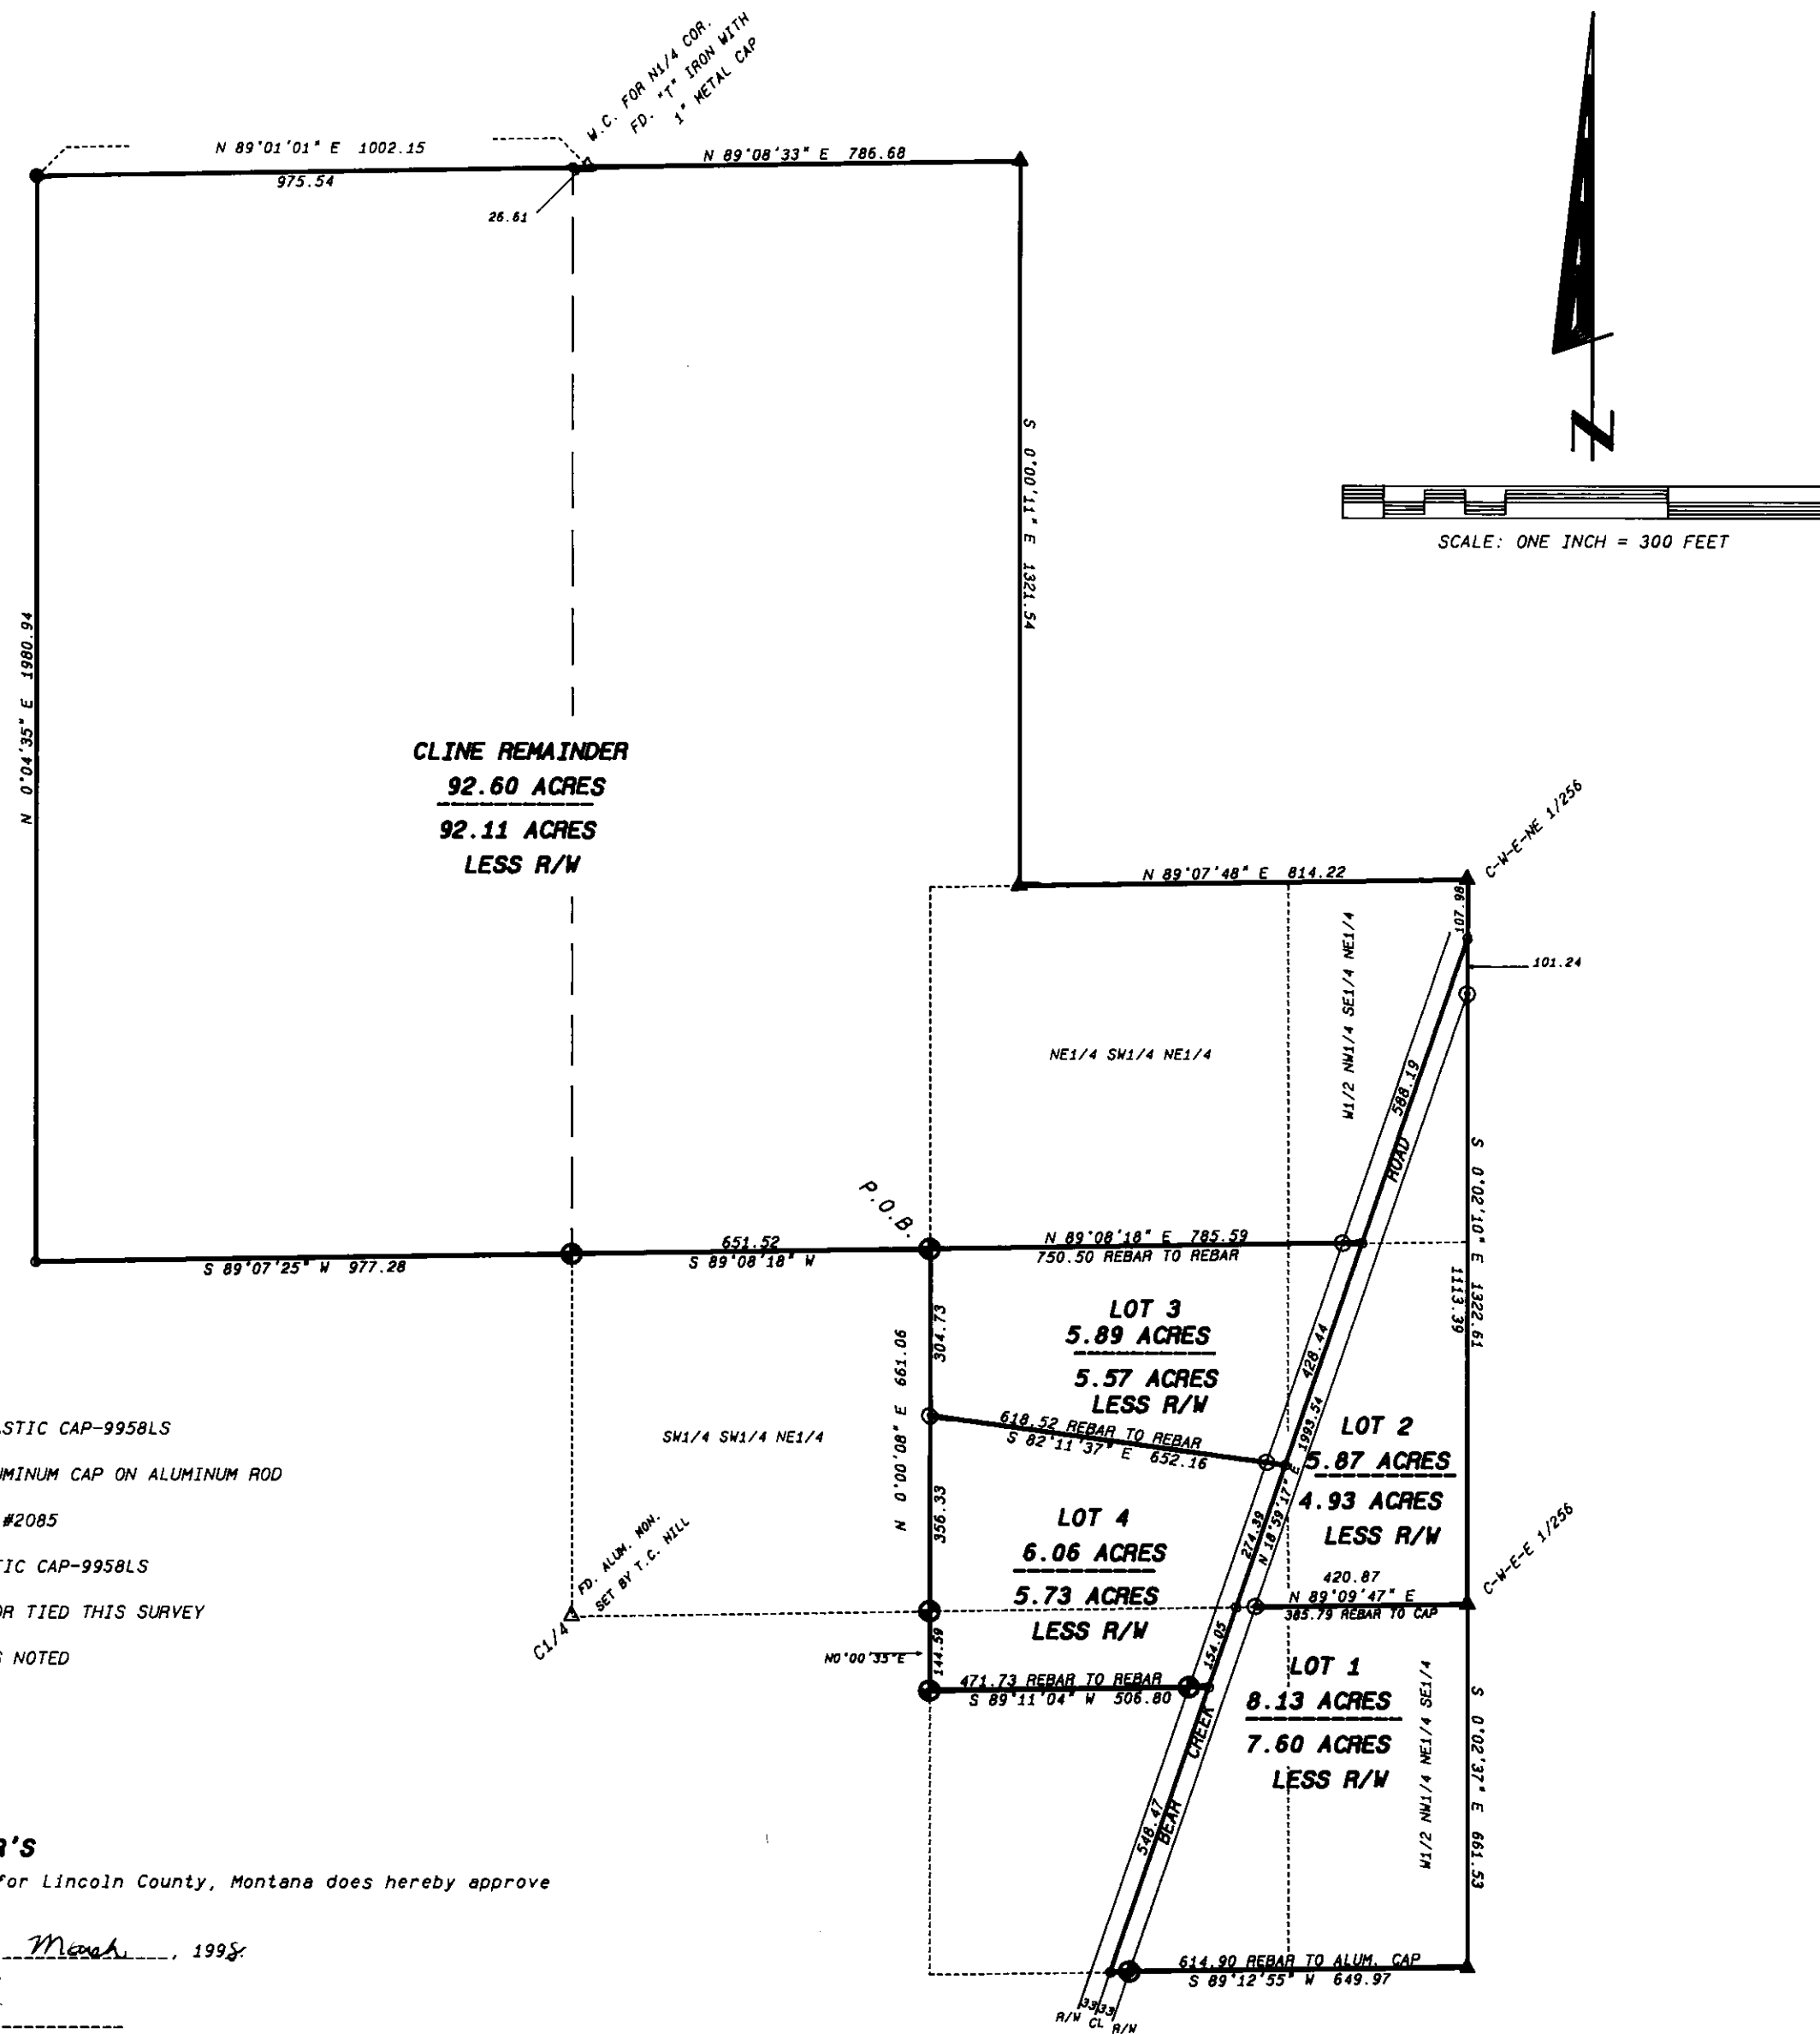 W.C. FOR N1/4 COR.
FD. "T" IRON WITH
1" METAL CAP
N 89°01'01" E 1002.15
975.54
26.61
N 89°08'33" E 786.68
S 0°00'11" E 1321.54
N 0°04'35" E 1980.94
Z
SCALE: ONE INCH = 300 FEET
CLINE REMAINDER
92.60 ACRES
92.11 ACRES
LESS R/W
N 89°07'48" E 814.22
C-W-E-NE 1/256
107.98
101.24
W1/2 NW1/4 SE1/4 NE1/4
NE1/4 SW1/4 NE1/4
588.19
ROAD
S 0°02'10" E 1322.61
1113.39
P.O.B.
N 89°08'18" E 785.59
750.50 REBAR TO REBAR
651.52
S 89°08'18" W
S 89°07'25" W 977.28
LOT 3
5.89 ACRES
5.57 ACRES
LESS R/W
304.73
N 0°00'08" E 661.06
356.33
428.44
N 18°59'17" E 1993.54
618.52 REBAR TO REBAR
S 82°11'37" E 652.16
LOT 2
5.87 ACRES
4.93 ACRES
LESS R/W
SW1/4 SW1/4 NE1/4
LOT 4
6.06 ACRES
5.73 ACRES
LESS R/W
274.39
420.87
N 89°09'47" E
385.79 REBAR TO CAP
C-W-E-E 1/256
FD. ALUM. MON.
SET BY T.C. HILL
C1/4
N0°00'35"E
144.59
154.05
471.73 REBAR TO REBAR
S 89°11'04" W 506.80
LOT 1
8.13 ACRES
7.60 ACRES
LESS R/W
W1/2 NW1/4 NE1/4 SE1/4
S 0°02'37" E 661.53
CREEK
BEAR
548.47
614.90 REBAR TO ALUM. CAP
S 89°12'55" W 649.97
33 33
R/W CL R/W
STIC CAP-9958LS
MINUM CAP ON ALUMINUM ROD
#2085
TIC CAP-9958LS
OR TIED THIS SURVEY
S NOTED
R'S
for Lincoln County, Montana does hereby approve
March, 1998.